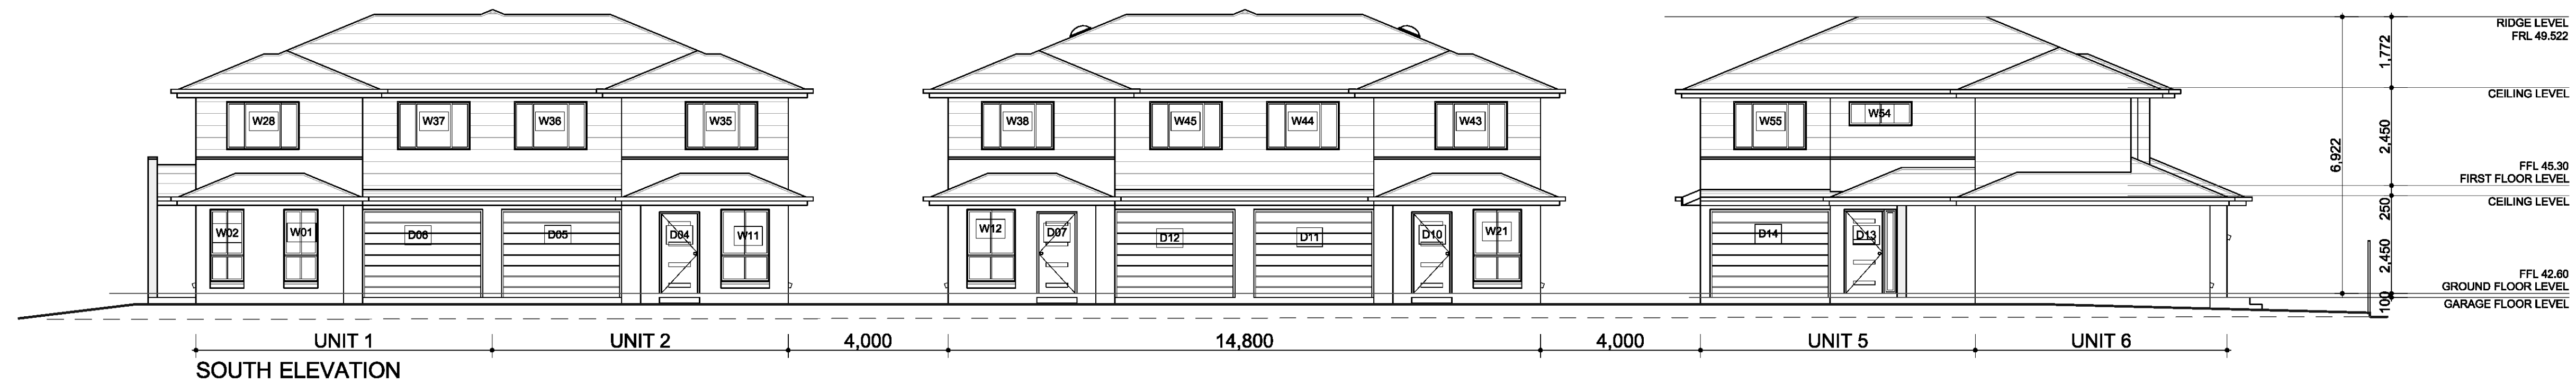 RIDGE LEVEL
FRL 49.522
1,772
CEILING LEVEL
W28
W37
W36
W35
W38
W45
W44
W43
W55
W54
2,450
6,922
FFL 45.30
FIRST FLOOR LEVEL
CEILING LEVEL
250
W02
W01
D06
D05
D04
W11
W12
D07
D12
D11
D10
W21
D14
D13
2,450
FFL 42.60
GROUND FLOOR LEVEL
100
GARAGE FLOOR LEVEL
UNIT 1
UNIT 2
4,000
14,800
4,000
UNIT 5
UNIT 6
SOUTH ELEVATION